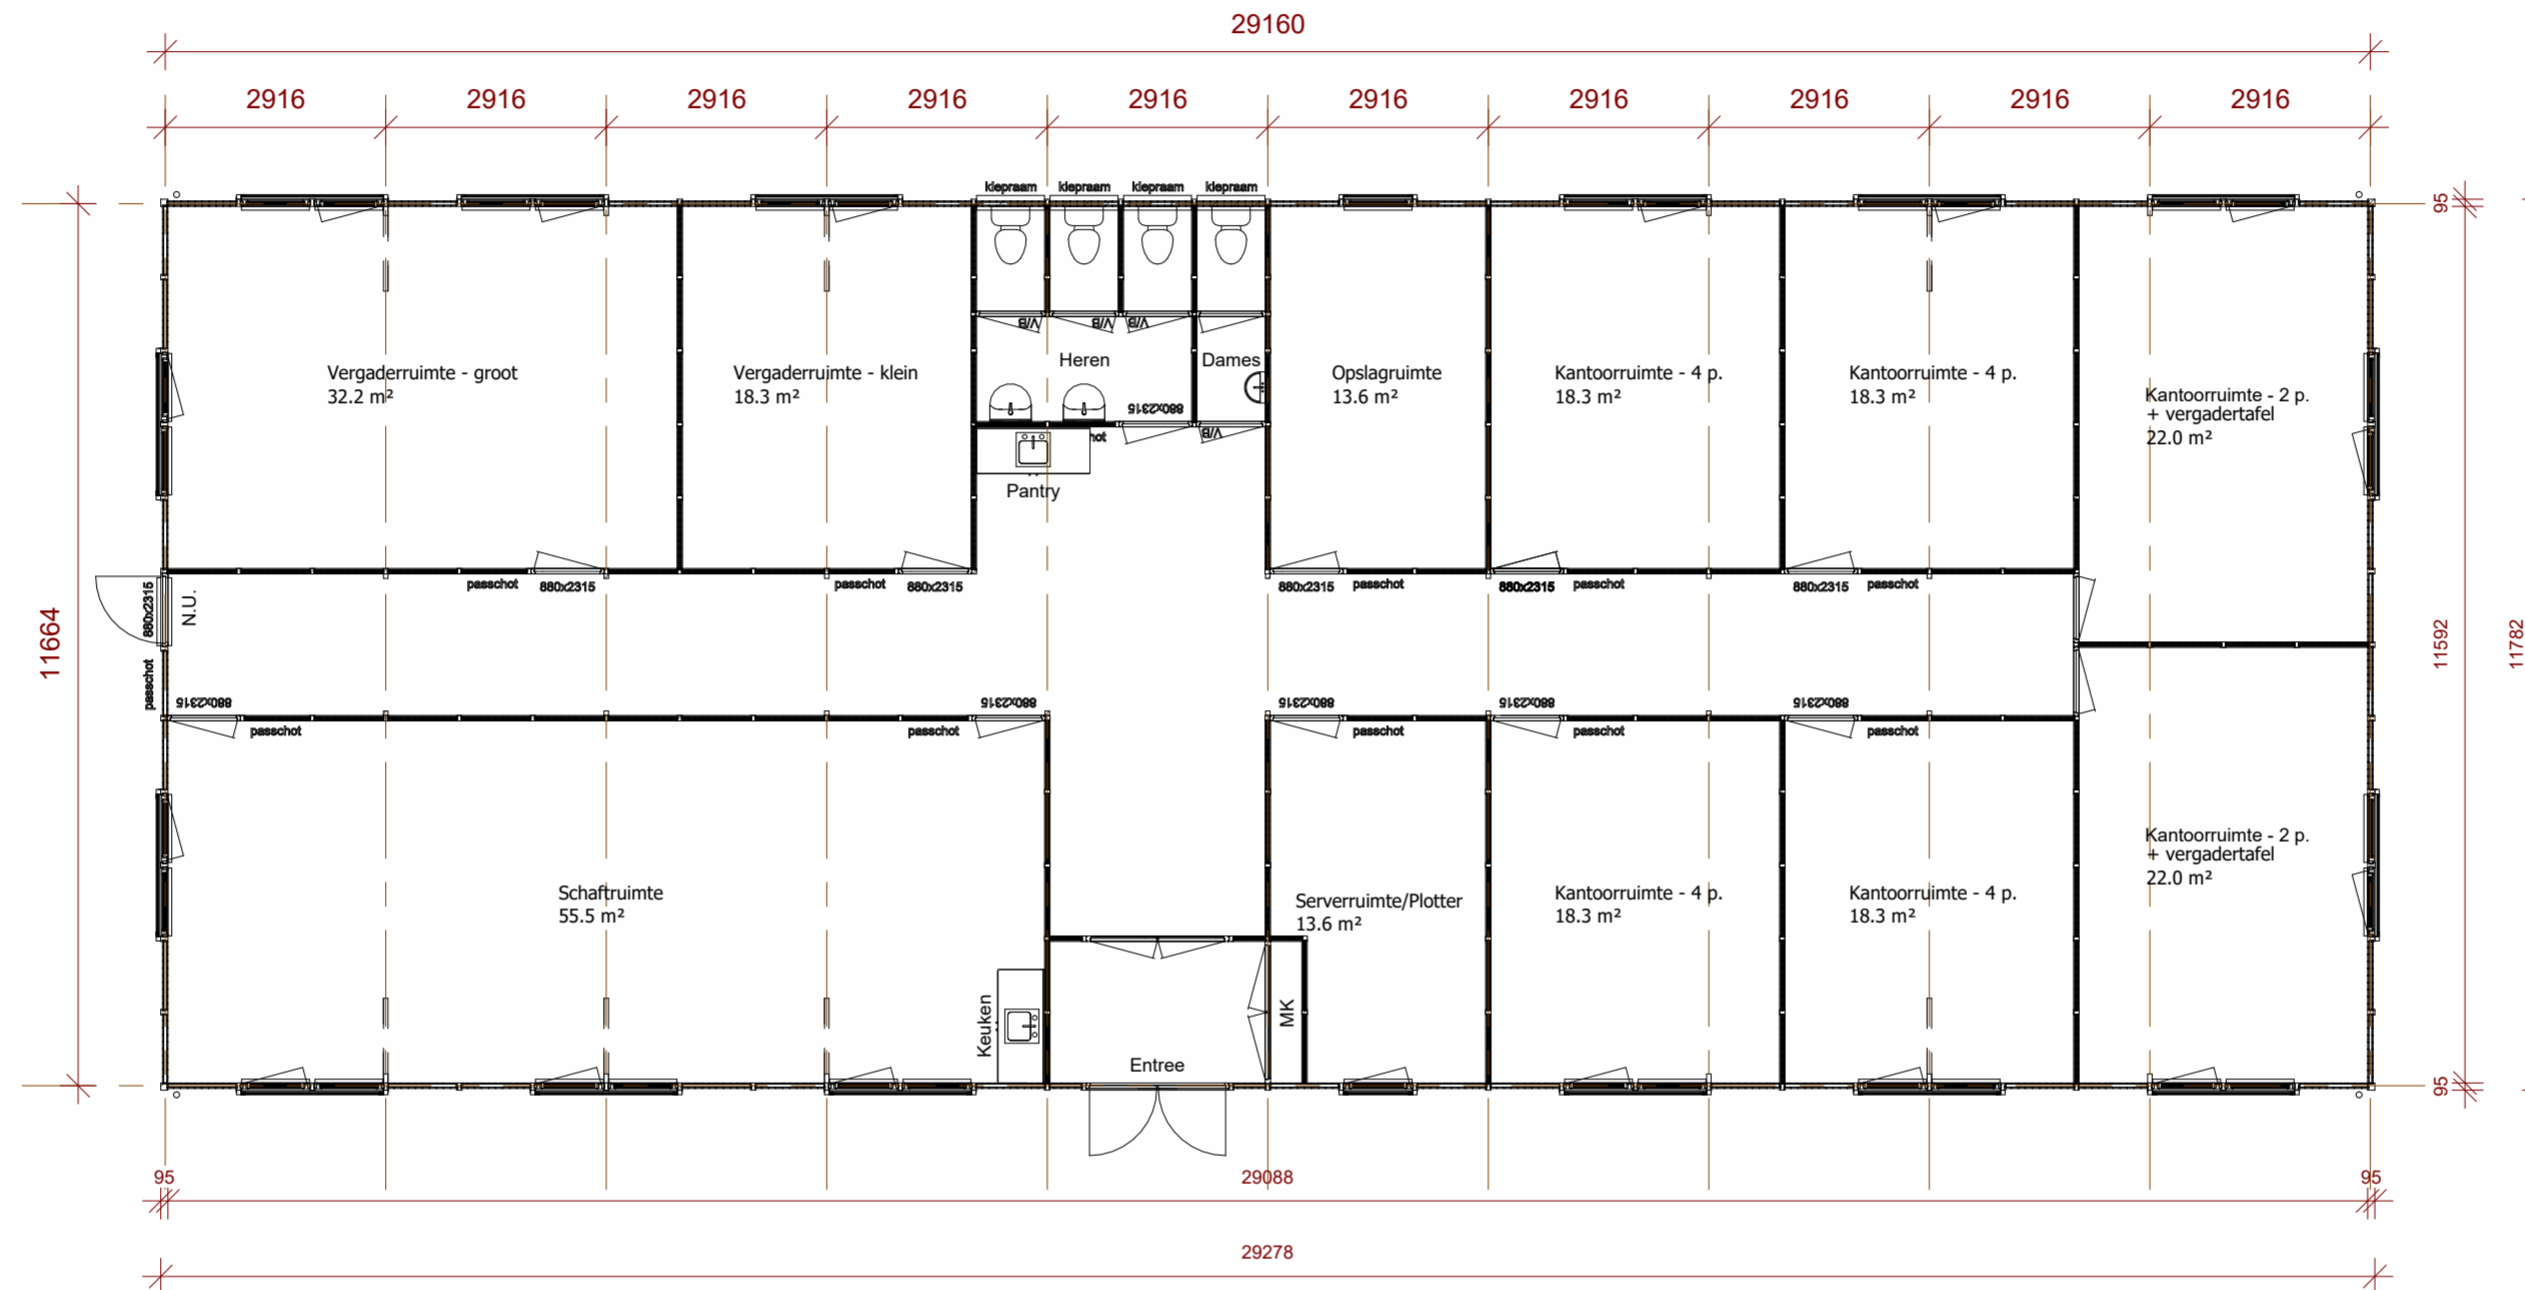 29160
2916 2916 2916 2916 2916 2916 2916 2916 2916 2916
klepraam klepraam klepraam klepraam
95
V/B V/B V/B
Heren
Dames
Vergaderruimte - groot
32.2 m²
Vergaderruimte - klein
18.3 m²
Opslagruimte
13.6 m²
Kantoorruimte - 4 p.
18.3 m²
Kantoorruimte - 4 p.
18.3 m²
Kantoorruimte - 2 p.
+ vergadertafel
22.0 m²
880x2315
V/B
Pantry
passchot 880x2315 passchot 880x2315 880x2315 passchot 880x2315 passchot 880x2315 passchot
11664
880x2315
N.U.
passchot
11592
11782
880x2315 880x2315 880x2315 880x2315 880x2315
passchot passchot passchot passchot passchot
Schaftruimte
55.5 m²
Serverruimte/Plotter
13.6 m²
Kantoorruimte - 4 p.
18.3 m²
Kantoorruimte - 4 p.
18.3 m²
Kantoorruimte - 2 p.
+ vergadertafel
22.0 m²
Keuken
MK
Entree
95
95 29088 95
29278